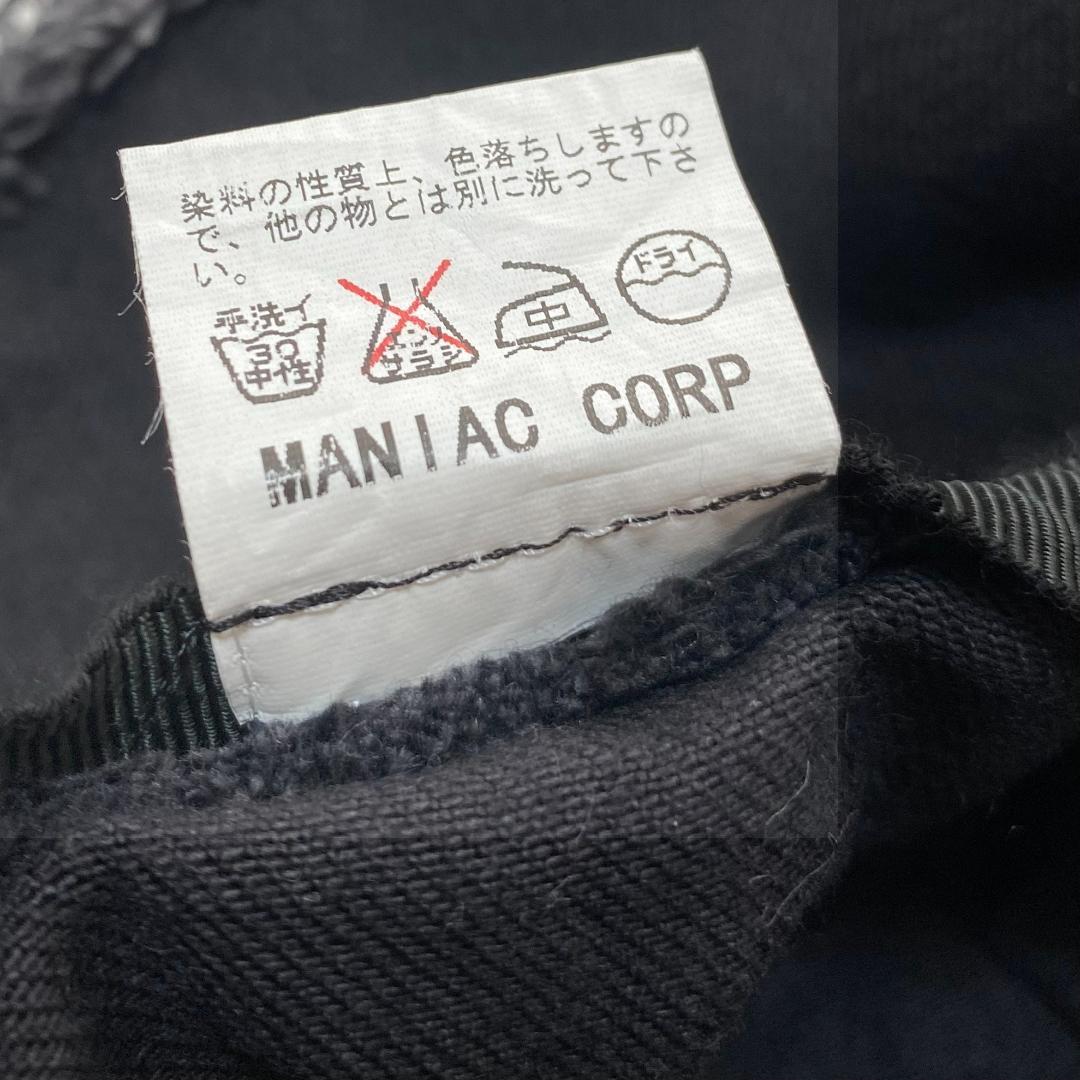 染料の性質上、色落ちしますの
で、他の物とは別に洗って下さ
い。
手洗イ
30
中性
エンソ
サラシ
中
ドライ
MANIAC CORP